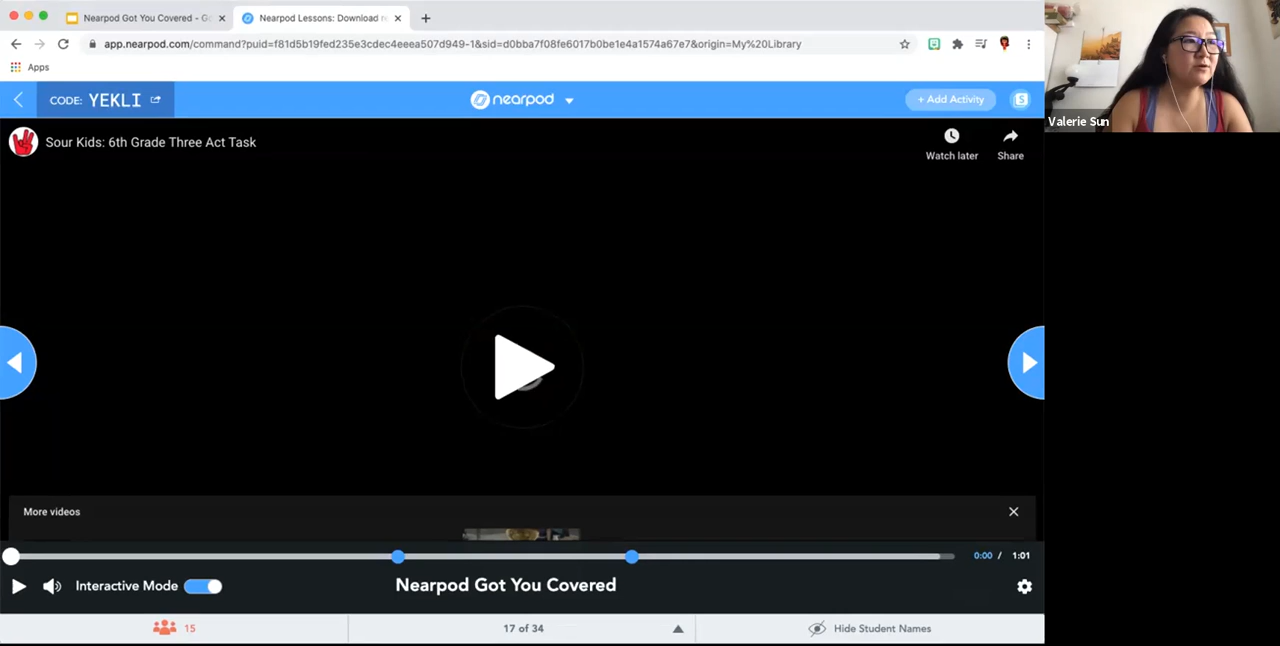 Nearpod Got You Covered - G
Nearpod Lessons: Download r
app.nearpod.com/command?puid=f81d5b19fed235e3cdec4eeea507d949-1&sid=d0bba7f08fe6017b0be1e4a1574a67e7&origin=My%20Library
Apps
CODE: YEKLI
nearpod
+ Add Activity
S
Sour Kids: 6th Grade Three Act Task
Watch later
Share
Valerie Sun
More videos
0:00 / 1:01
Interactive Mode
Nearpod Got You Covered
15
17 of 34
Hide Student Names